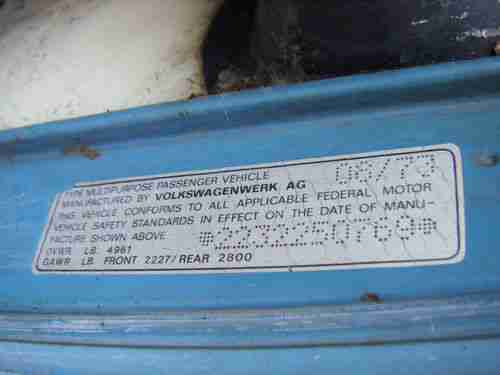 TYPE MULTIPURPOSE PASSENGER VEHICLE 06/73
MANUFACTURED BY VOLKSWAGENWERK AG
THIS VEHICLE CONFORMS TO ALL APPLICABLE FEDERAL MOTOR
VEHICLE SAFETY STANDARDS IN EFFECT ON THE DATE OF MANU-
FACTURE SHOWN ABOVE *2232250769*
GVWR LB. 4961
GAWR LB. FRONT 2227/REAR 2800